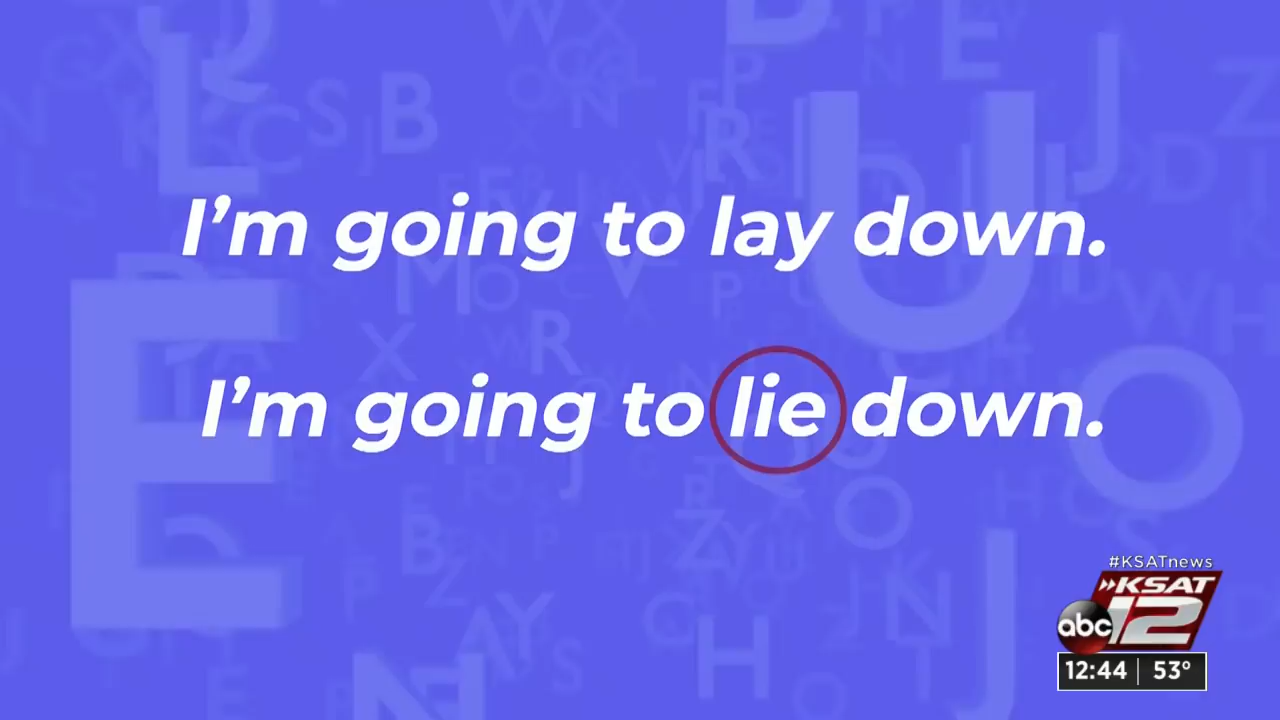 I’m going to lay down.
I’m going to lie down.
#KSATnews
KSAT
abc 12
12:44 53°